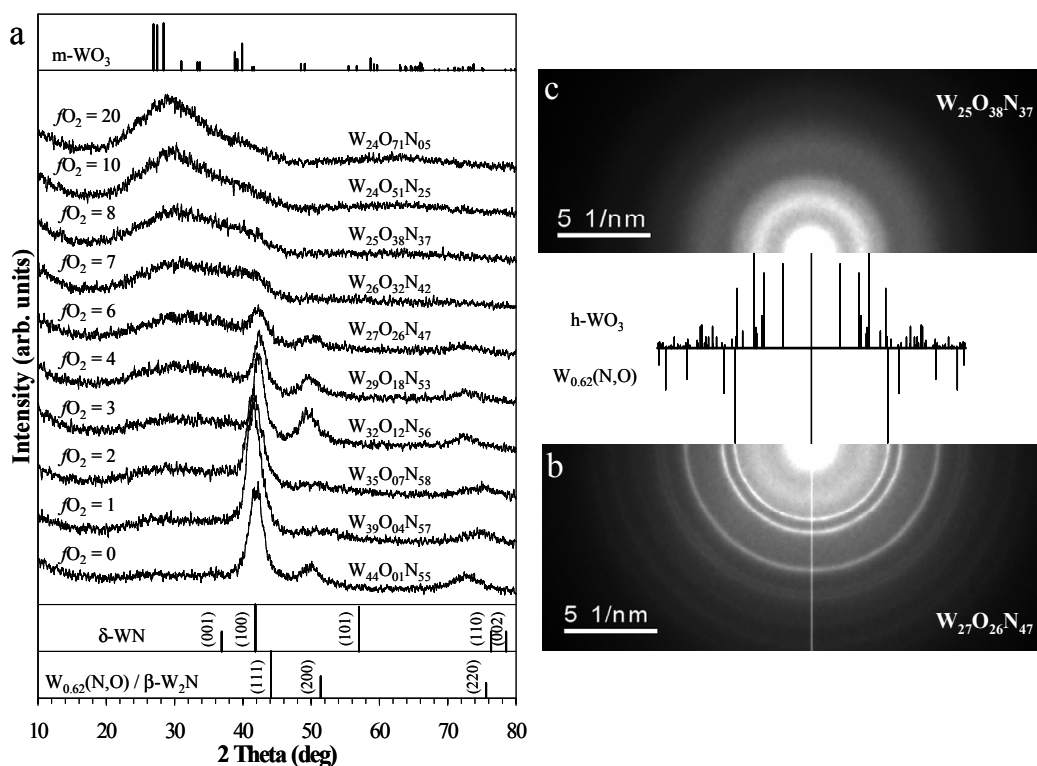 a
m-WO₃
fO₂ = 20
W₂₄O₇₁N₀₅
fO₂ = 10
W₂₄O₅₁N₂₅
fO₂ = 8
W₂₅O₃₈N₃₇
fO₂ = 7
W₂₆O₃₂N₄₂
fO₂ = 6
W₂₇O₂₆N₄₇
fO₂ = 4
W₂₉O₁₈N₅₃
fO₂ = 3
W₃₂O₁₂N₅₆
fO₂ = 2
W₃₅O₀₇N₅₈
fO₂ = 1
W₃₉O₀₄N₅₇
fO₂ = 0
W₄₄O₀₁N₅₅
Intensity (arb. units)
δ-WN
(001)
(100)
(101)
(110)
(002)
W₀.₆₂(N,O) / β-W₂N
(111)
(200)
(220)
10 20 30 40 50 60 70 80
2 Theta (deg)
c
W₂₅O₃₈N₃₇
5 1/nm
h-WO₃
W₀.₆₂(N,O)
b
5 1/nm
W₂₇O₂₆N₄₇